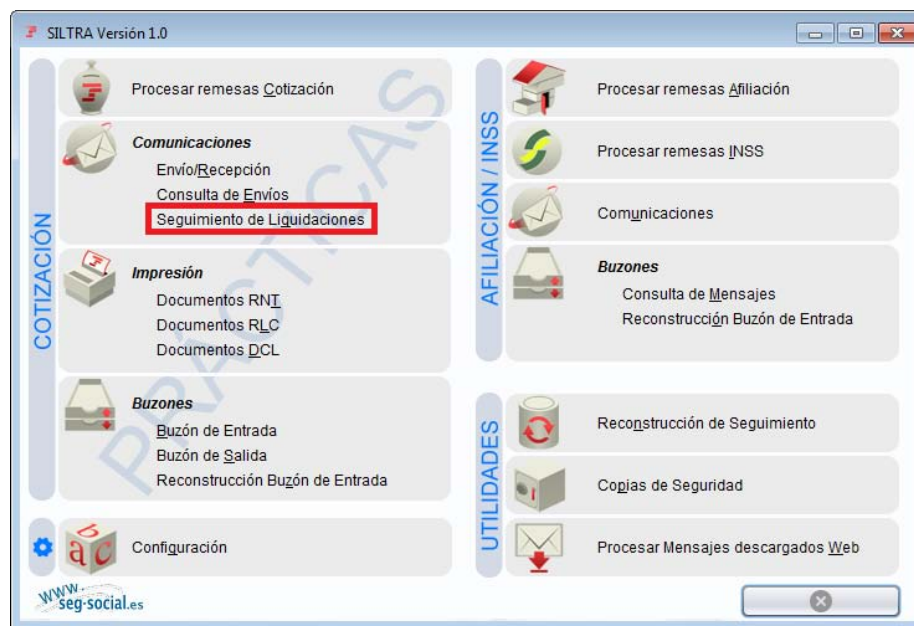 SILTRA Versión 1.0
COTIZACIÓN
Procesar remesas Cotización
Comunicaciones
Envío/Recepción
Consulta de Envíos
Seguimiento de Liquidaciones
Impresión
Documentos RNT
Documentos RLC
Documentos DCL
Buzones
Buzón de Entrada
Buzón de Salida
Reconstrucción Buzón de Entrada
Configuración
PRÁCTICAS
www.
seg-social.es
AFILIACIÓN / INSS
Procesar remesas Afiliación
Procesar remesas INSS
Comunicaciones
Buzones
Consulta de Mensajes
Reconstrucción Buzón de Entrada
UTILIDADES
Reconstrucción de Seguimiento
Copias de Seguridad
Procesar Mensajes descargados Web
a b c